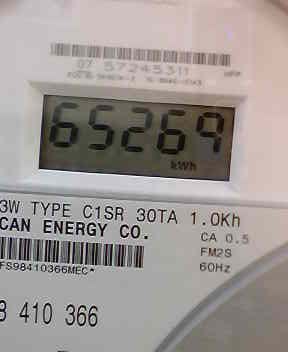 07 57245311 MPP
65269
kWh
3W TYPE C1SR 30TA 1.0Kh
CAN ENERGY CO.
CA 0.5
FM2S
60Hz
FS98410366MEC*
410 366